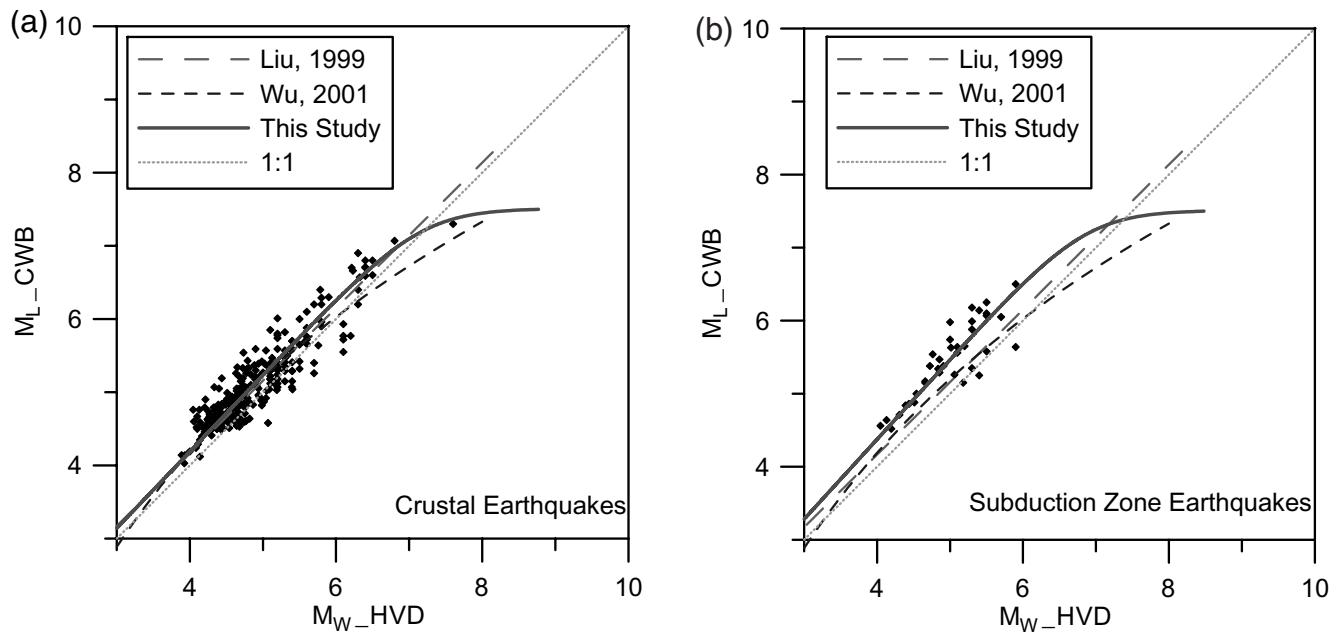 (a)
10
8
6
4
M_L_CWB
Liu, 1999
Wu, 2001
This Study
1:1
Crustal Earthquakes
4
6
8
10
M_W_HVD
(b)
10
8
6
4
M_L_CWB
Liu, 1999
Wu, 2001
This Study
1:1
Subduction Zone Earthquakes
4
6
8
10
M_W_HVD